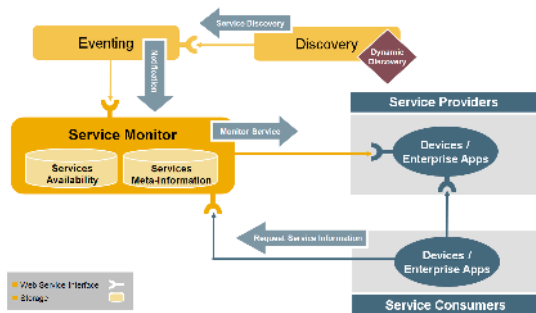 Service Discovery
Eventing
Discovery
Dynamic
Discovery
Notification
Service Providers
Service Monitor
Monitor Service
Devices /
Enterprise Apps
Services
Availability
Services
Meta-Information
Request Service Information
Devices /
Enterprise Apps
Web Service Interface
Storage
Service Consumers